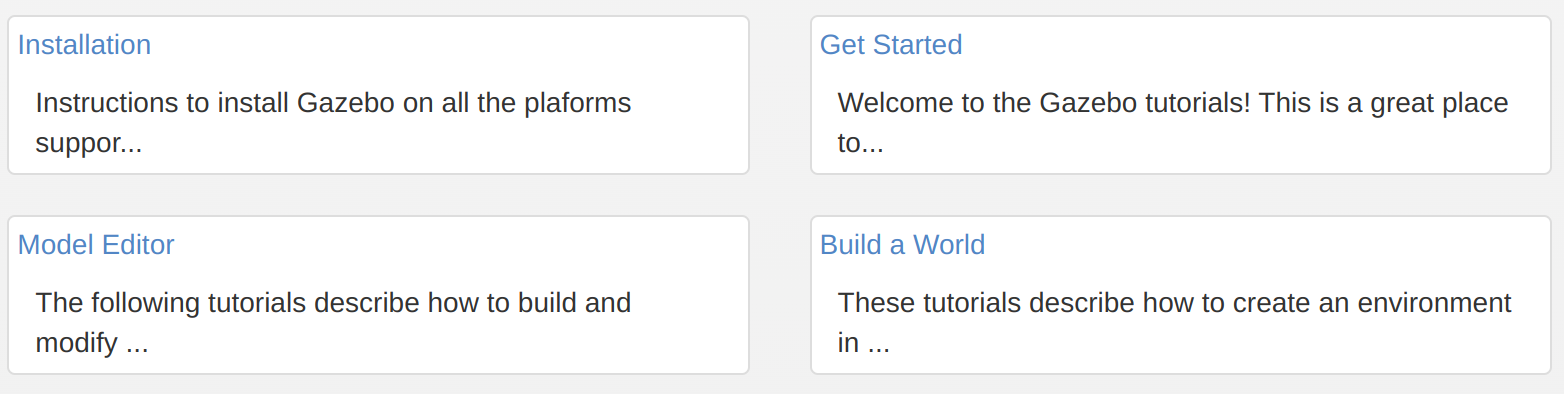 Installation
Instructions to install Gazebo on all the plaforms
suppor...
Get Started
Welcome to the Gazebo tutorials! This is a great place
to...
Model Editor
The following tutorials describe how to build and
modify ...
Build a World
These tutorials describe how to create an environment
in ...